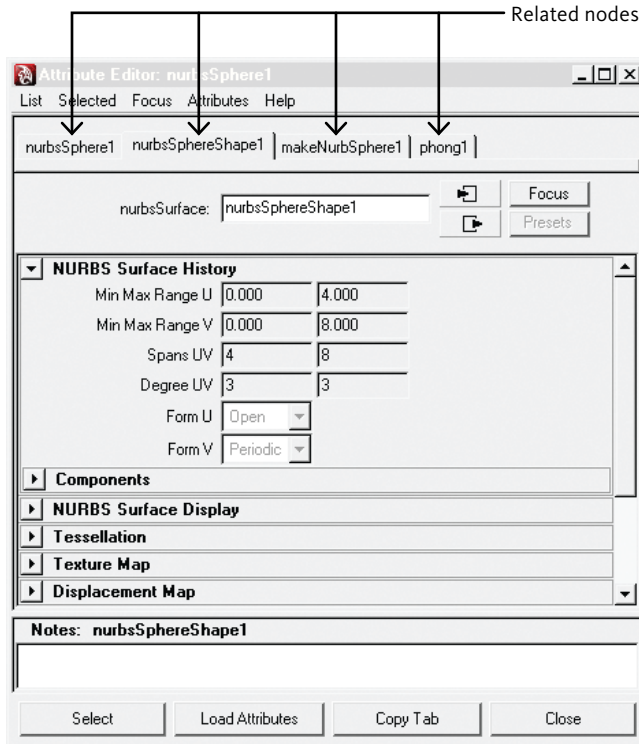 Related nodes
Attribute Editor: nurbsSphere1
List Selected Focus Attributes Help
nurbsSphere1 nurbsSphereShape1 makeNurbSphere1 phong1
nurbsSurface: nurbsSphereShape1 Focus
Presets
NURBS Surface History
Min Max Range U 0.000 4.000
Min Max Range V 0.000 8.000
Spans UV 4 8
Degree UV 3 3
Form U Open
Form V Periodic
Components
NURBS Surface Display
Tessellation
Texture Map
Displacement Map
Notes: nurbsSphereShape1
Select Load Attributes Copy Tab Close